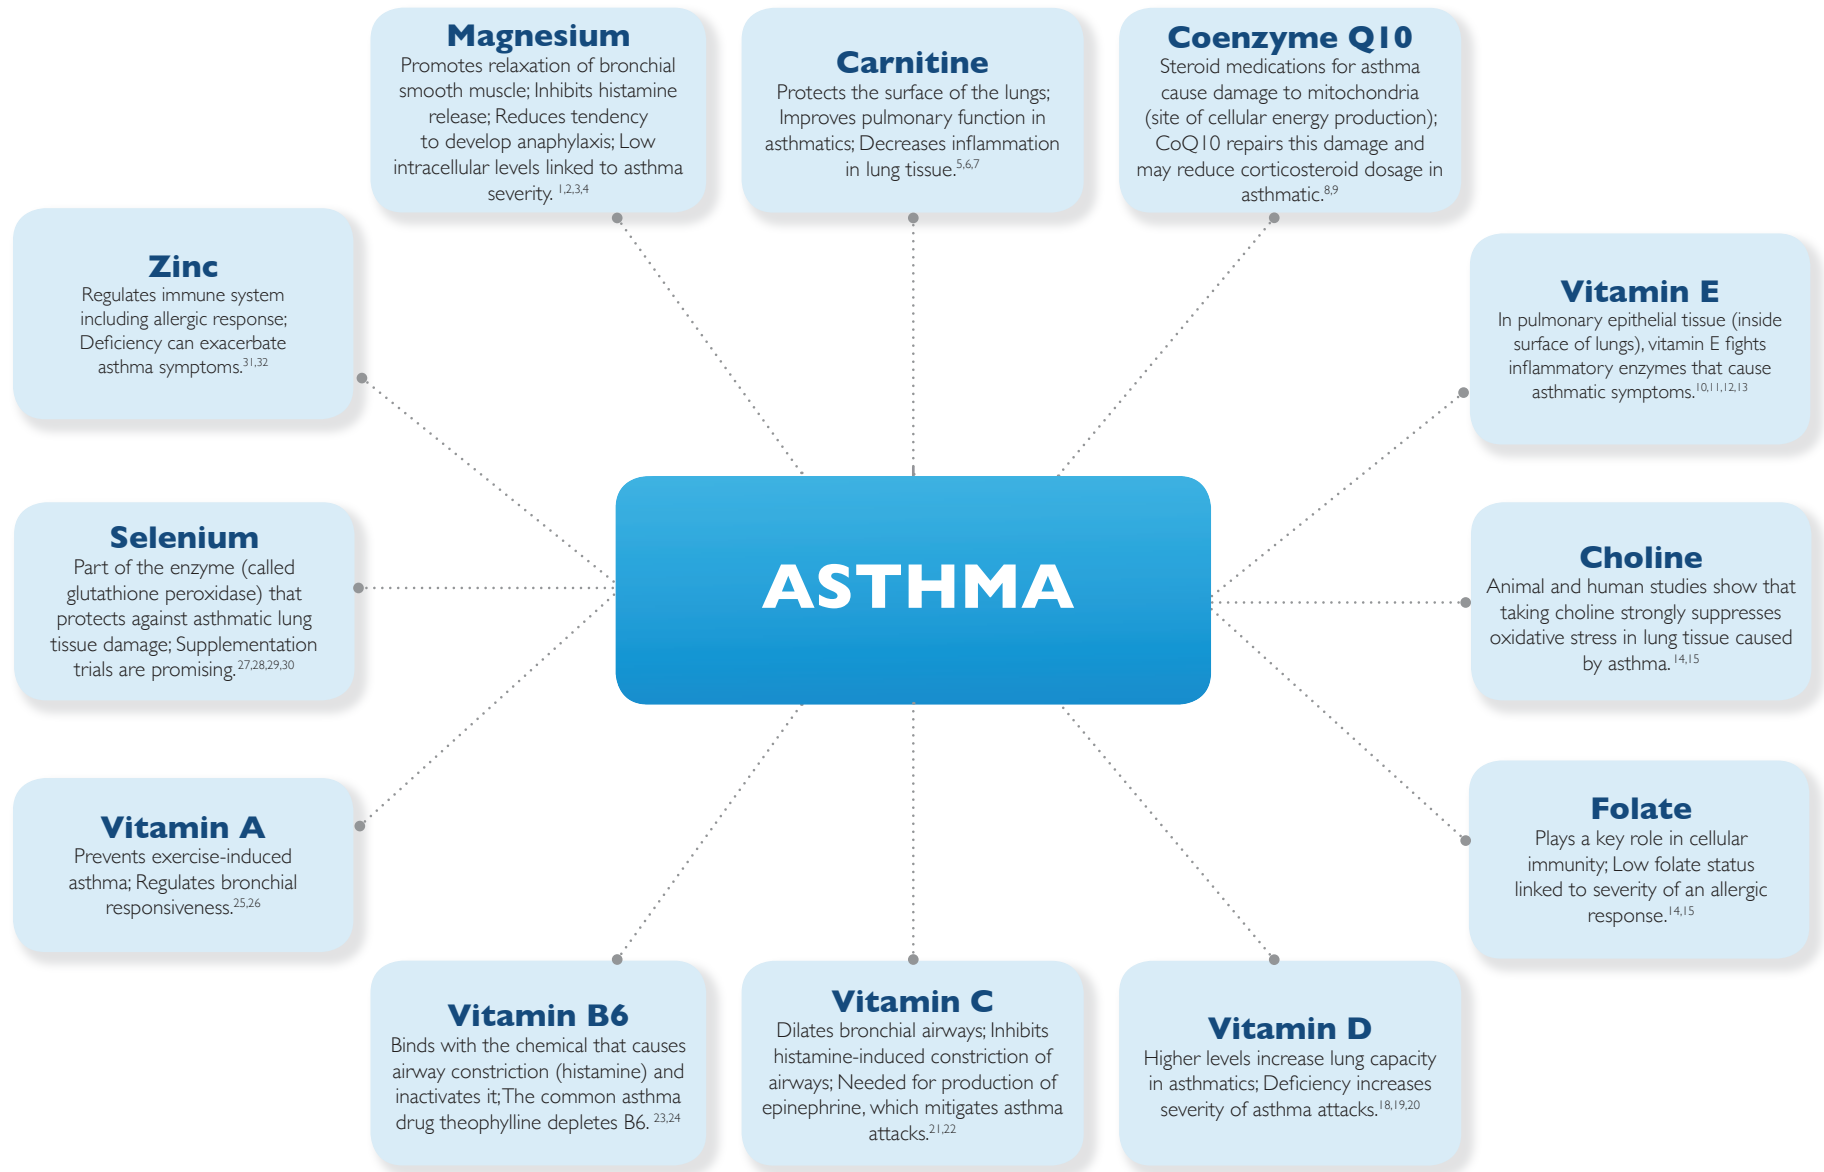 Magnesium
Promotes relaxation of bronchial
smooth muscle; Inhibits histamine
release; Reduces tendency
to develop anaphylaxis; Low
intracellular levels linked to asthma
severity. 1,2,3,4
Carnitine
Protects the surface of the lungs;
Improves pulmonary function in
asthmatics; Decreases inflammation
in lung tissue.5,6,7
Coenzyme Q10
Steroid medications for asthma
cause damage to mitochondria
(site of cellular energy production);
CoQ10 repairs this damage and
may reduce corticosteroid dosage in
asthmatic.8,9
Zinc
Regulates immune system
including allergic response;
Deficiency can exacerbate
asthma symptoms.31,32
Vitamin E
In pulmonary epithelial tissue (inside
surface of lungs), vitamin E fights
inflammatory enzymes that cause
asthmatic symptoms.10,11,12,13
Selenium
Part of the enzyme (called
glutathione peroxidase) that
protects against asthmatic lung
tissue damage; Supplementation
trials are promising.27,28,29,30
ASTHMA
Choline
Animal and human studies show that
taking choline strongly suppresses
oxidative stress in lung tissue caused
by asthma.14,15
Vitamin A
Prevents exercise-induced
asthma; Regulates bronchial
responsiveness.25,26
Folate
Plays a key role in cellular
immunity; Low folate status
linked to severity of an allergic
response.14,15
Vitamin B6
Binds with the chemical that causes
airway constriction (histamine) and
inactivates it; The common asthma
drug theophylline depletes B6. 23,24
Vitamin C
Dilates bronchial airways; Inhibits
histamine-induced constriction of
airways; Needed for production of
epinephrine, which mitigates asthma
attacks.21,22
Vitamin D
Higher levels increase lung capacity
in asthmatics; Deficiency increases
severity of asthma attacks.18,19,20